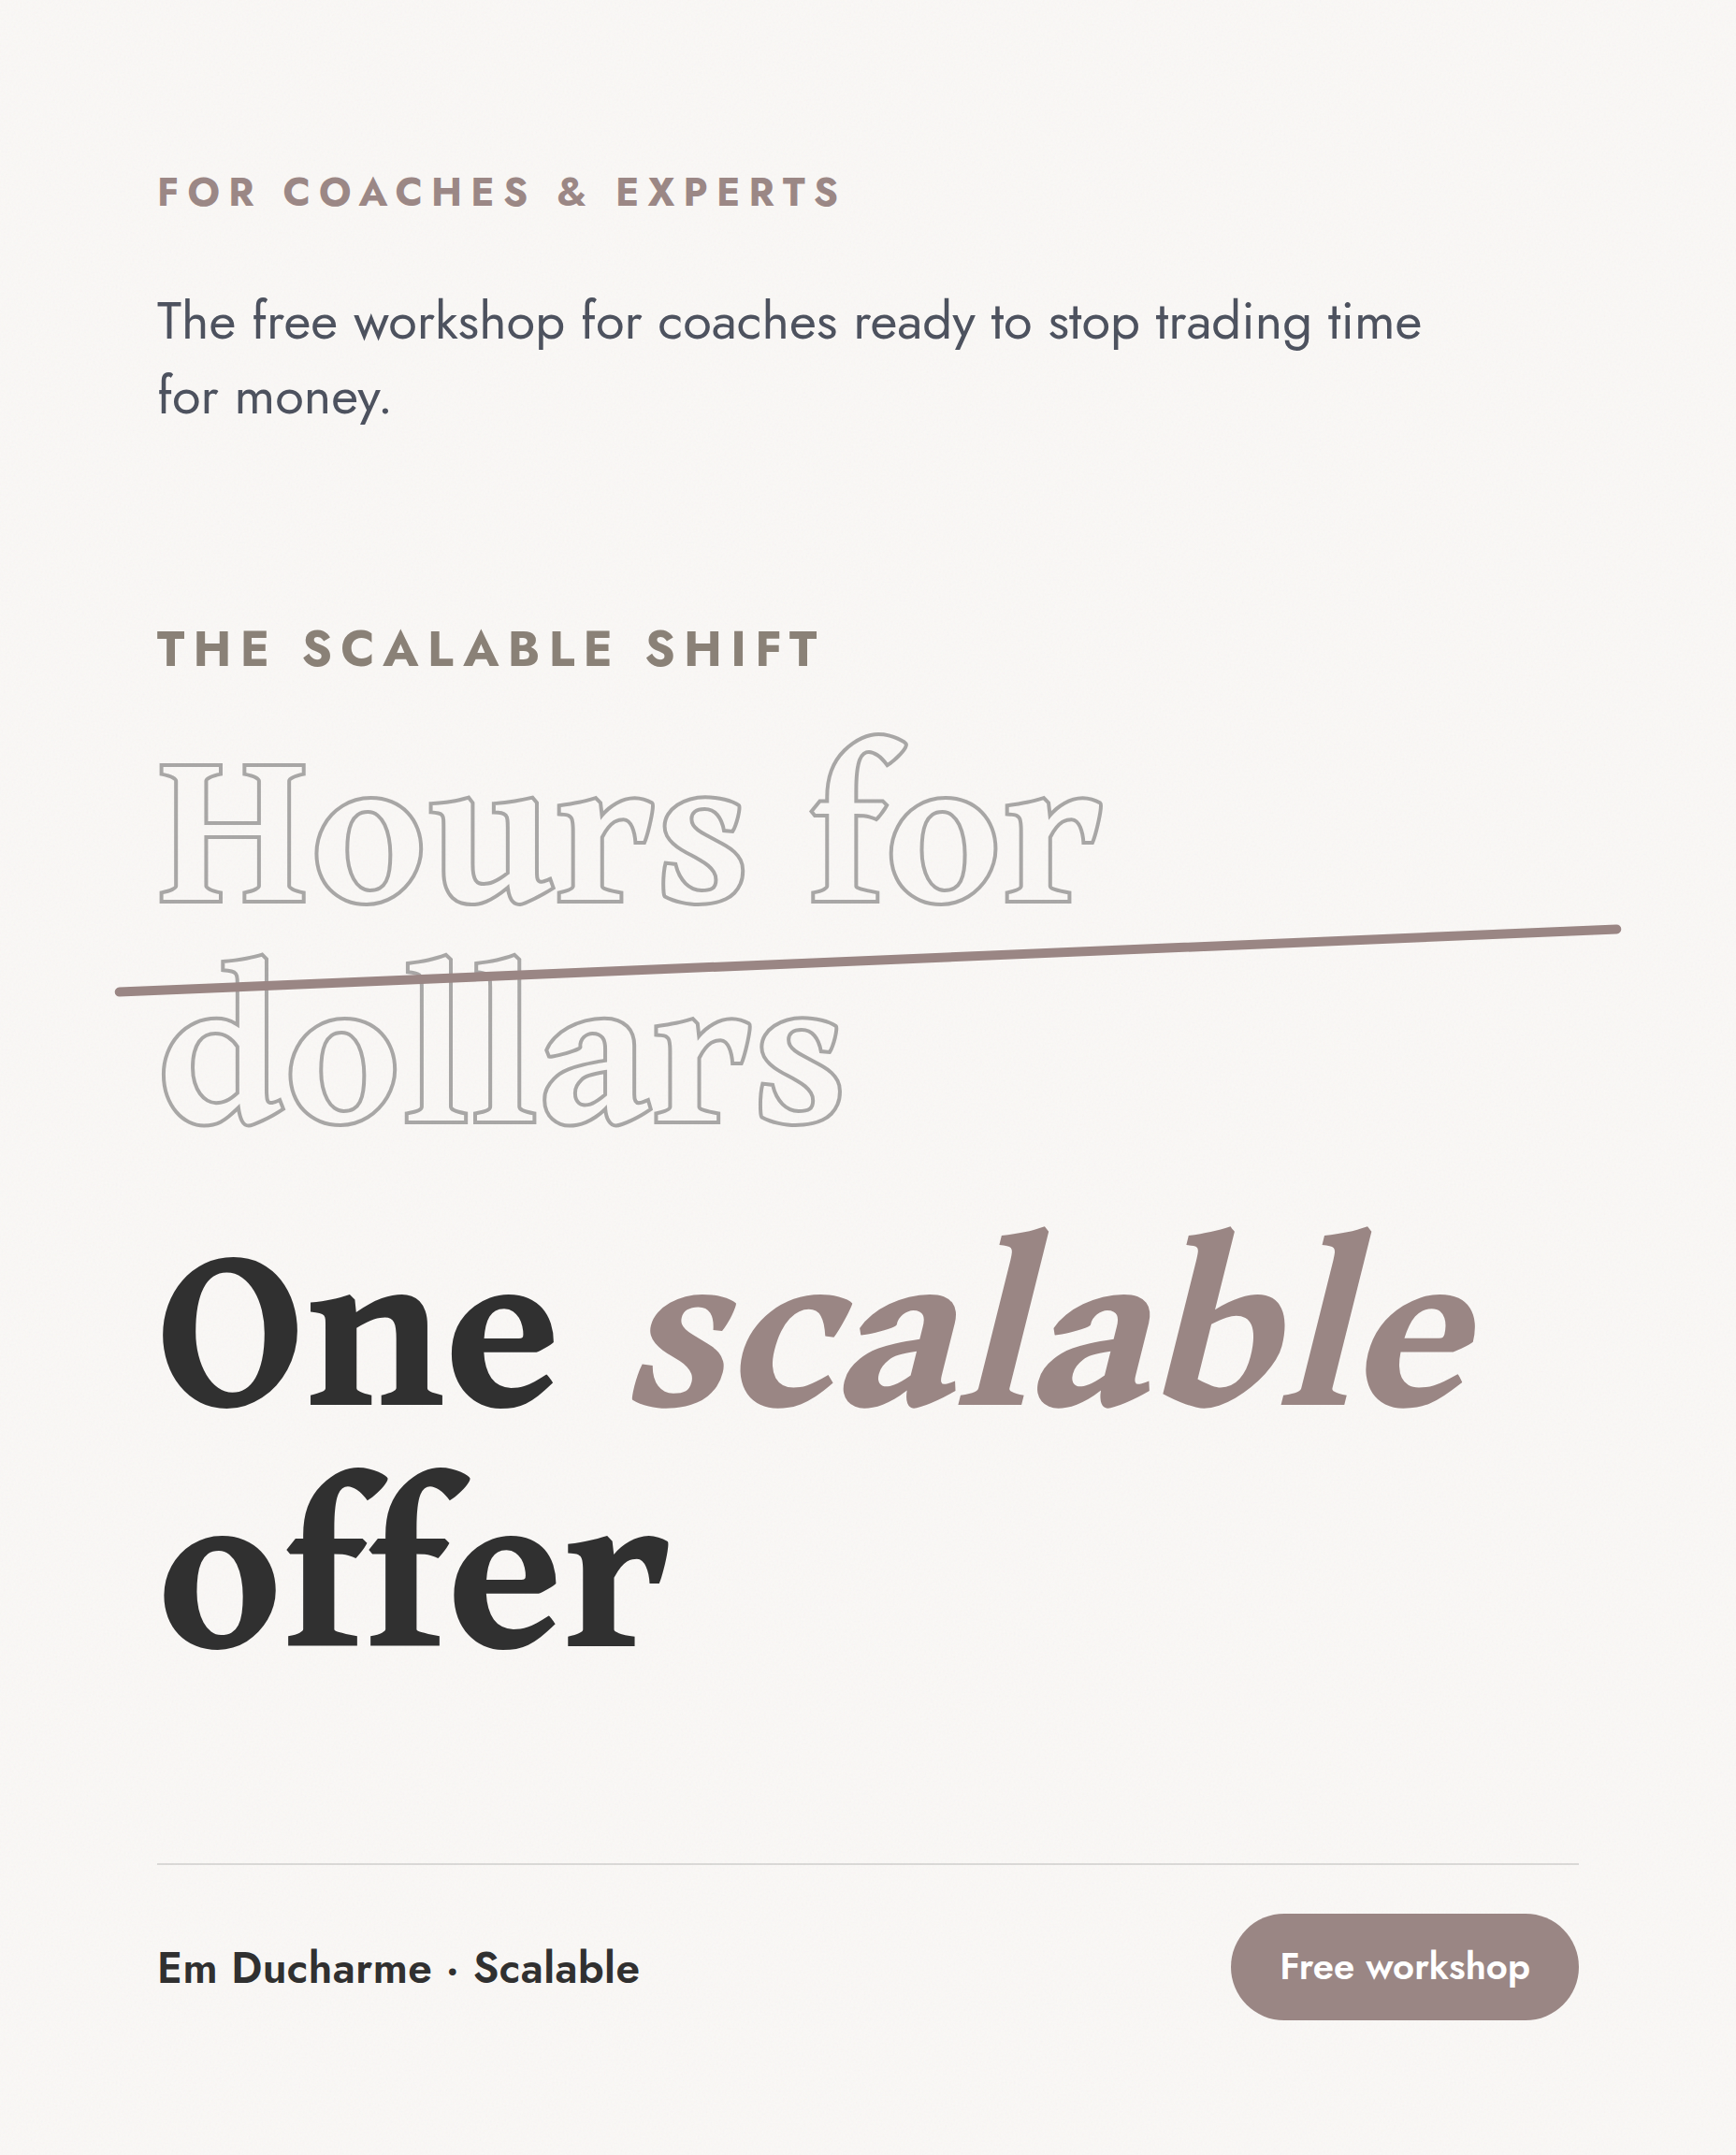 FOR COACHES & EXPERTS
The free workshop for coaches ready to stop trading time
for money.
THE SCALABLE SHIFT
Hours for
dollars
One scalable
offer
Em Ducharme · Scalable
Free workshop